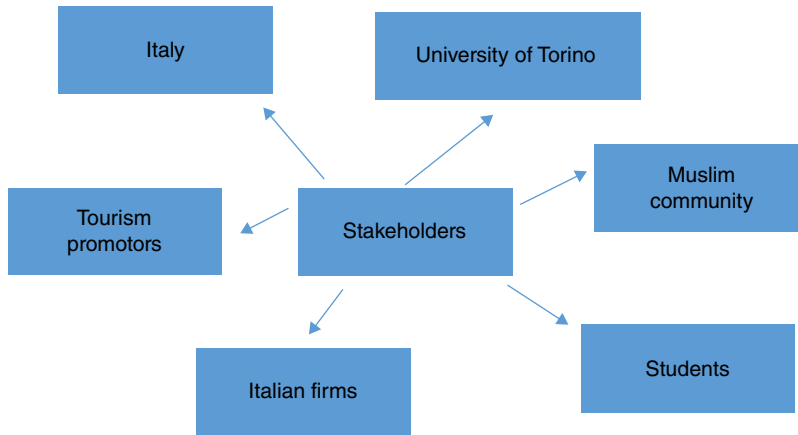 Italy
University of Torino
Muslim
community
Tourism
promotors
Stakeholders
Italian firms
Students